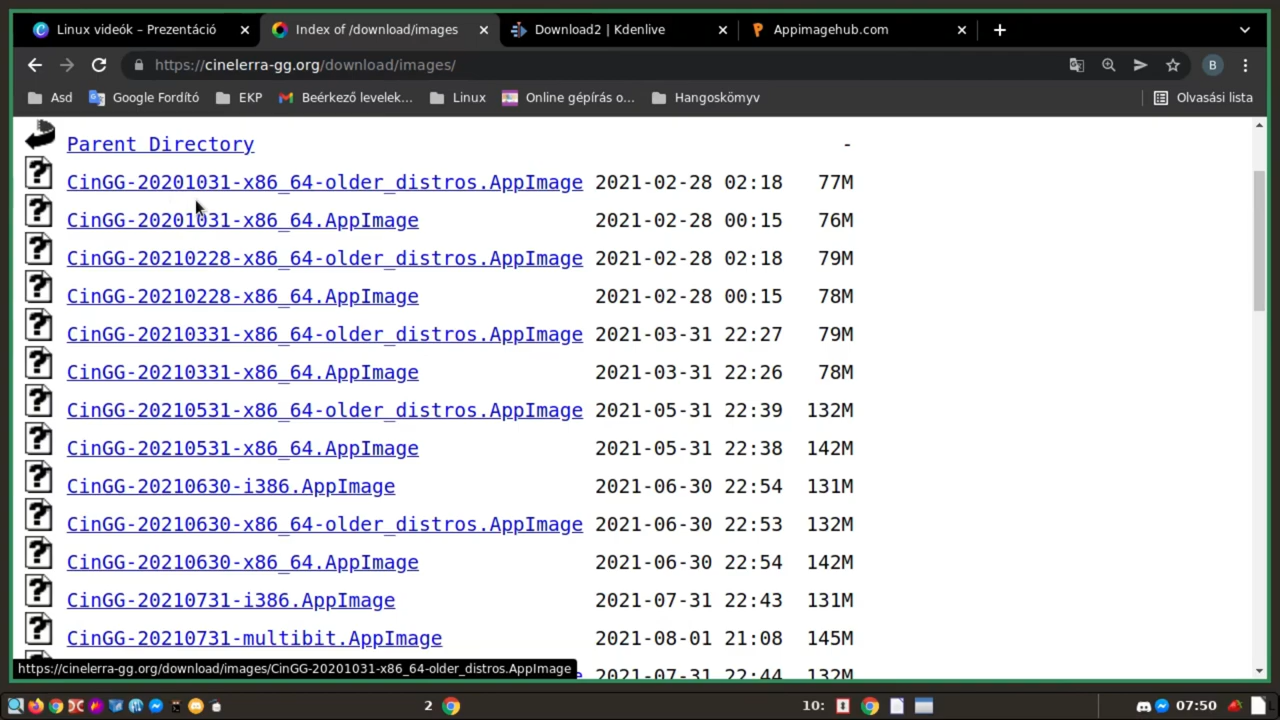 Linux videók – Prezentáció
Index of /download/images
Download2 | Kdenlive
Appimagehub.com
https://cinelerra-gg.org/download/images/
B
Asd
Google Fordító
EKP
Beérkező levelek...
Linux
Online gépírás o...
Hangoskönyv
Olvasási lista
Parent Directory -
CinGG-20201031-x86_64-older_distros.AppImage 2021-02-28 02:18 77M
CinGG-20201031-x86_64.AppImage 2021-02-28 00:15 76M
CinGG-20210228-x86_64-older_distros.AppImage 2021-02-28 02:18 79M
CinGG-20210228-x86_64.AppImage 2021-02-28 00:15 78M
CinGG-20210331-x86_64-older_distros.AppImage 2021-03-31 22:27 79M
CinGG-20210331-x86_64.AppImage 2021-03-31 22:26 78M
CinGG-20210531-x86_64-older_distros.AppImage 2021-05-31 22:39 132M
CinGG-20210531-x86_64.AppImage 2021-05-31 22:38 142M
CinGG-20210630-i386.AppImage 2021-06-30 22:54 131M
CinGG-20210630-x86_64-older_distros.AppImage 2021-06-30 22:53 132M
CinGG-20210630-x86_64.AppImage 2021-06-30 22:54 142M
CinGG-20210731-i386.AppImage 2021-07-31 22:43 131M
CinGG-20210731-multibit.AppImage 2021-08-01 21:08 145M
2021-07-31 22:44 132M
https://cinelerra-gg.org/download/images/CinGG-20201031-x86_64-older_distros.AppImage
2
10:
07:50